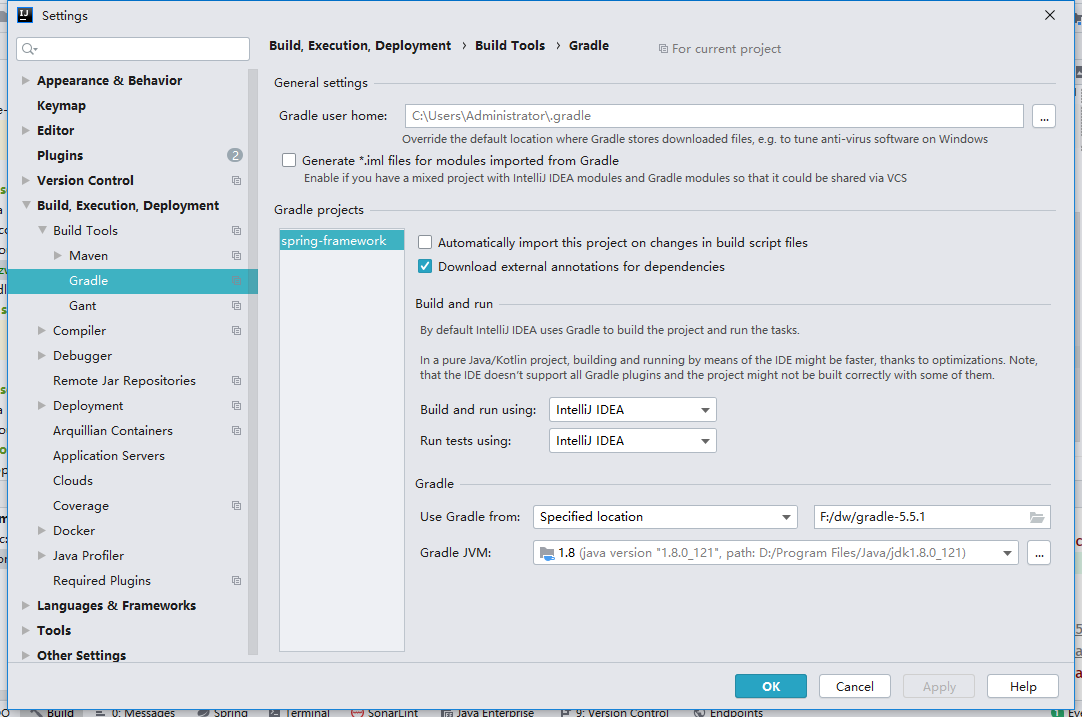 Settings
Build, Execution, Deployment › Build Tools › Gradle For current project
Appearance & Behavior
Keymap
Editor
Plugins 2
Version Control
Build, Execution, Deployment
Build Tools
Maven
Gradle
Gant
Compiler
Debugger
Remote Jar Repositories
Deployment
Arquillian Containers
Application Servers
Clouds
Coverage
Docker
Java Profiler
Required Plugins
Languages & Frameworks
Tools
Other Settings
General settings
Gradle user home: C:\Users\Administrator\.gradle ...
Override the default location where Gradle stores downloaded files, e.g. to tune anti-virus software on Windows
Generate *.iml files for modules imported from Gradle
Enable if you have a mixed project with IntelliJ IDEA modules and Gradle modules so that it could be shared via VCS
Gradle projects
spring-framework
Automatically import this project on changes in build script files
Download external annotations for dependencies
Build and run
By default IntelliJ IDEA uses Gradle to build the project and run the tasks.
In a pure Java/Kotlin project, building and running by means of the IDE might be faster, thanks to optimizations. Note,
that the IDE doesn't support all Gradle plugins and the project might not be built correctly with some of them.
Build and run using: IntelliJ IDEA
Run tests using: IntelliJ IDEA
Gradle
Use Gradle from: Specified location F:/dw/gradle-5.5.1
Gradle JVM: 1.8 (java version "1.8.0_121", path: D:/Program Files/Java/jdk1.8.0_121) ...
OK Cancel Apply Help
Build 0: Messages Spring Terminal SonarLint Java Enterprise 9: Version Control Endpoints